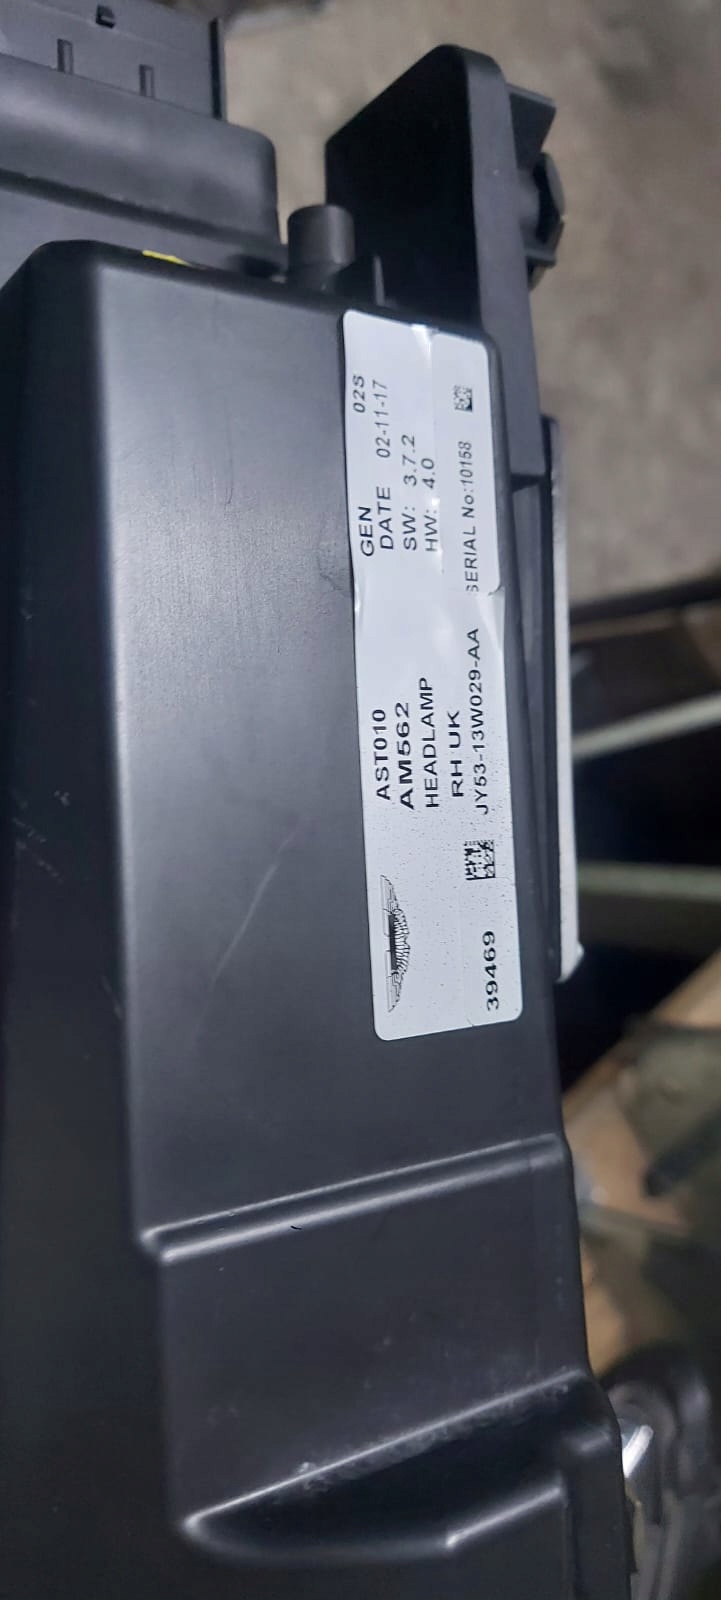 AST010
AM562
HEADLAMP
RH UK
JY53-13W029-AA
39469
GEN 02S
DATE 02-11-17
SW: 3.7.2
HW: 4.0
SERIAL No:10158